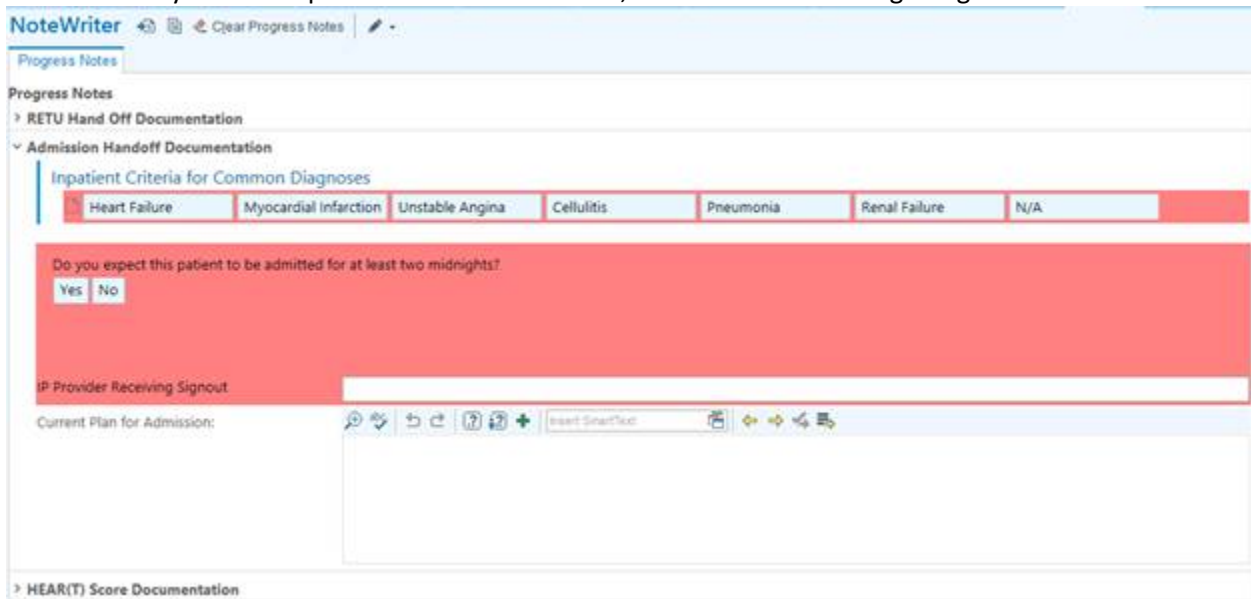 NoteWriter Clear Progress Notes
Progress Notes
Progress Notes
> RETU Hand Off Documentation
Admission Handoff Documentation
Inpatient Criteria for Common Diagnoses
Heart Failure Myocardial Infarction Unstable Angina Cellulitis Pneumonia Renal Failure N/A
Do you expect this patient to be admitted for at least two midnights?
Yes No
IP Provider Receiving Signout
Current Plan for Admission: Insert SmartText
> HEAR(T) Score Documentation